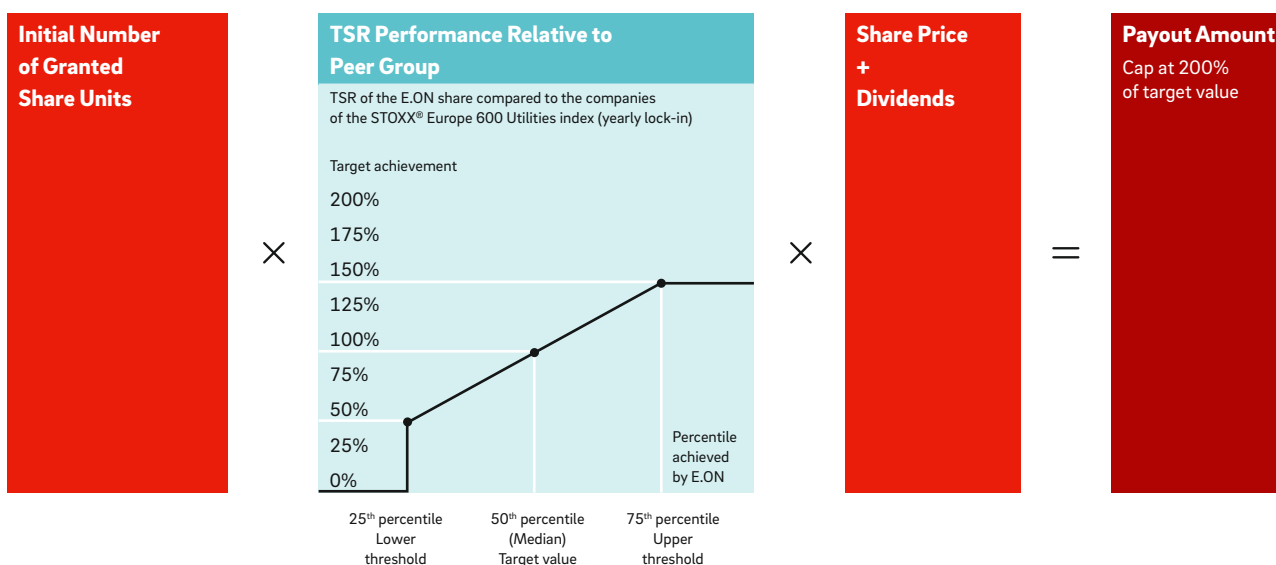 Initial Number
of Granted
Share Units
×
TSR Performance Relative to
Peer Group
TSR of the E.ON share compared to the companies
of the STOXX® Europe 600 Utilities index (yearly lock-in)
Target achievement
200%
175%
150%
125%
100%
75%
50%
25%
0%
Percentile
achieved
by E.ON
25th percentile
Lower
threshold
50th percentile
(Median)
Target value
75th percentile
Upper
threshold
×
Share Price
+
Dividends
=
Payout Amount
Cap at 200%
of target value